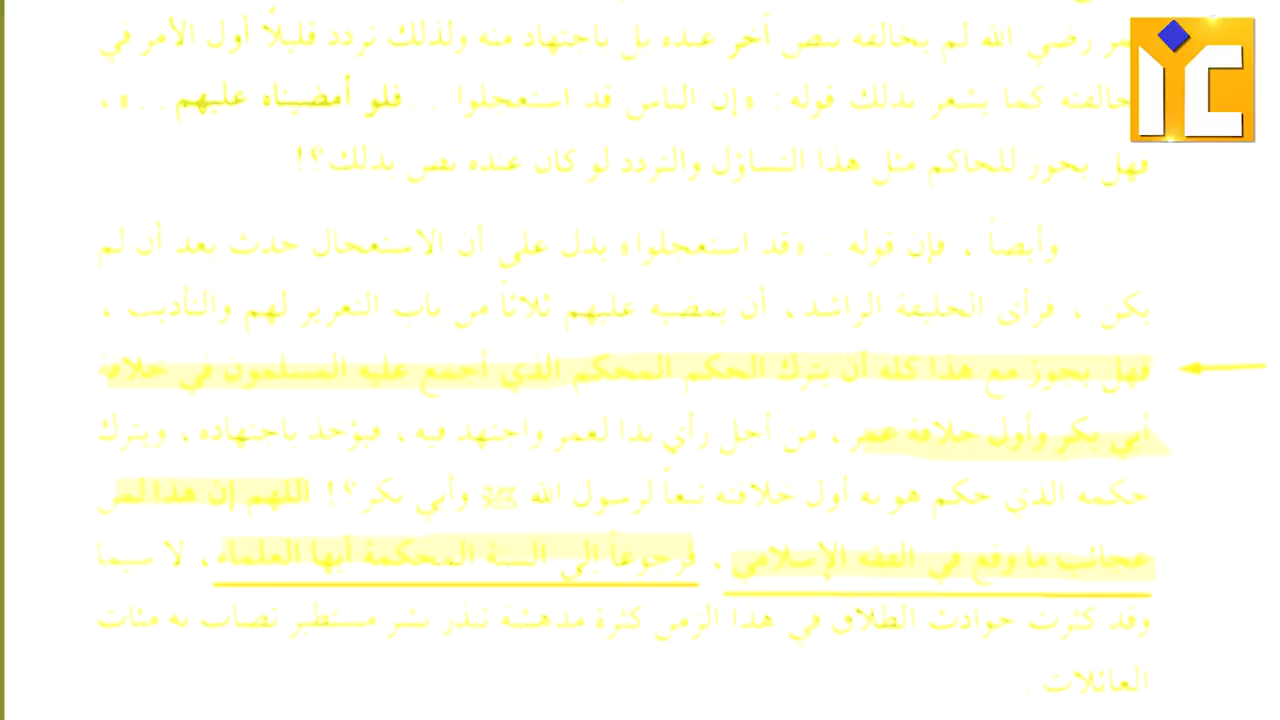 عمر رضي الله لم يخالفه بنص آخر عنده بل باجتهاد منه ولذلك تردد قليلًا أول الأمر في
مخالفته كما يشعر بذلك قوله : «إن الناس قد استعجلوا . . فلو أمضيناه عليهم . . » ،
فهل يجوز للحاكم مثل هذا التساؤل والتردد لو كان عنده نص بذلك؟!
وأيضاً ، فإن قوله : «قد استعجلوا» يدل على أن الاستعجال حدث بعد أن لم
يكن ، فرأى الخليفة الراشد ، أن يمضيه عليهم ثلاثاً من باب التعزير لهم والتأديب ،
فهل يجوز مع هذا كله أن يترك الحكم المحكم الذي أجمع عليه المسلمون في خلافة
أبي بكر وأول خلافة عمر ، من أجل رأي بدا لعمر واجتهد فيه ، فيؤخذ باجتهاده ، ويترك
حكمه الذي حكم هو به أول خلافته تبعاً لرسول الله ﷺ وأبي بكر؟! اللهم إن هذا لمن
عجائب ما وقع في الفقه الإسلامي ، فرجوعاً إلى السنة المحكمة أيها العلماء ، لا سيما
وقد كثرت حوادث الطلاق في هذا الزمن كثرة مدهشة تنذر بشر مستطير تصاب به مئات
العائلات .
YC